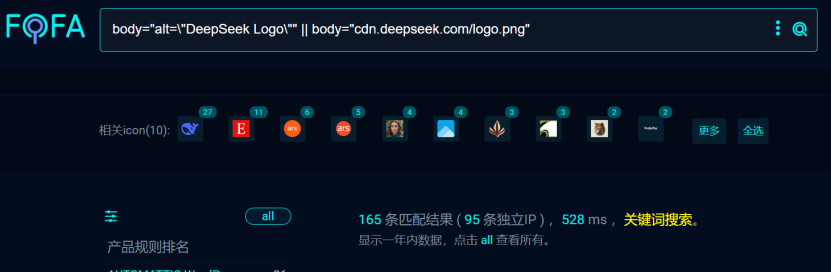 FOFA
body="alt=\"DeepSeek Logo\"" || body="cdn.deepseek.com/logo.png"
相关icon(10): 27 11 6 5 4 4 3 3 2 2 更多 全选
E ars ars
all
165 条匹配结果 ( 95 条独立IP ) ，528 ms ，关键词搜索。
显示一年内数据，点击 all 查看所有。
产品规则排名